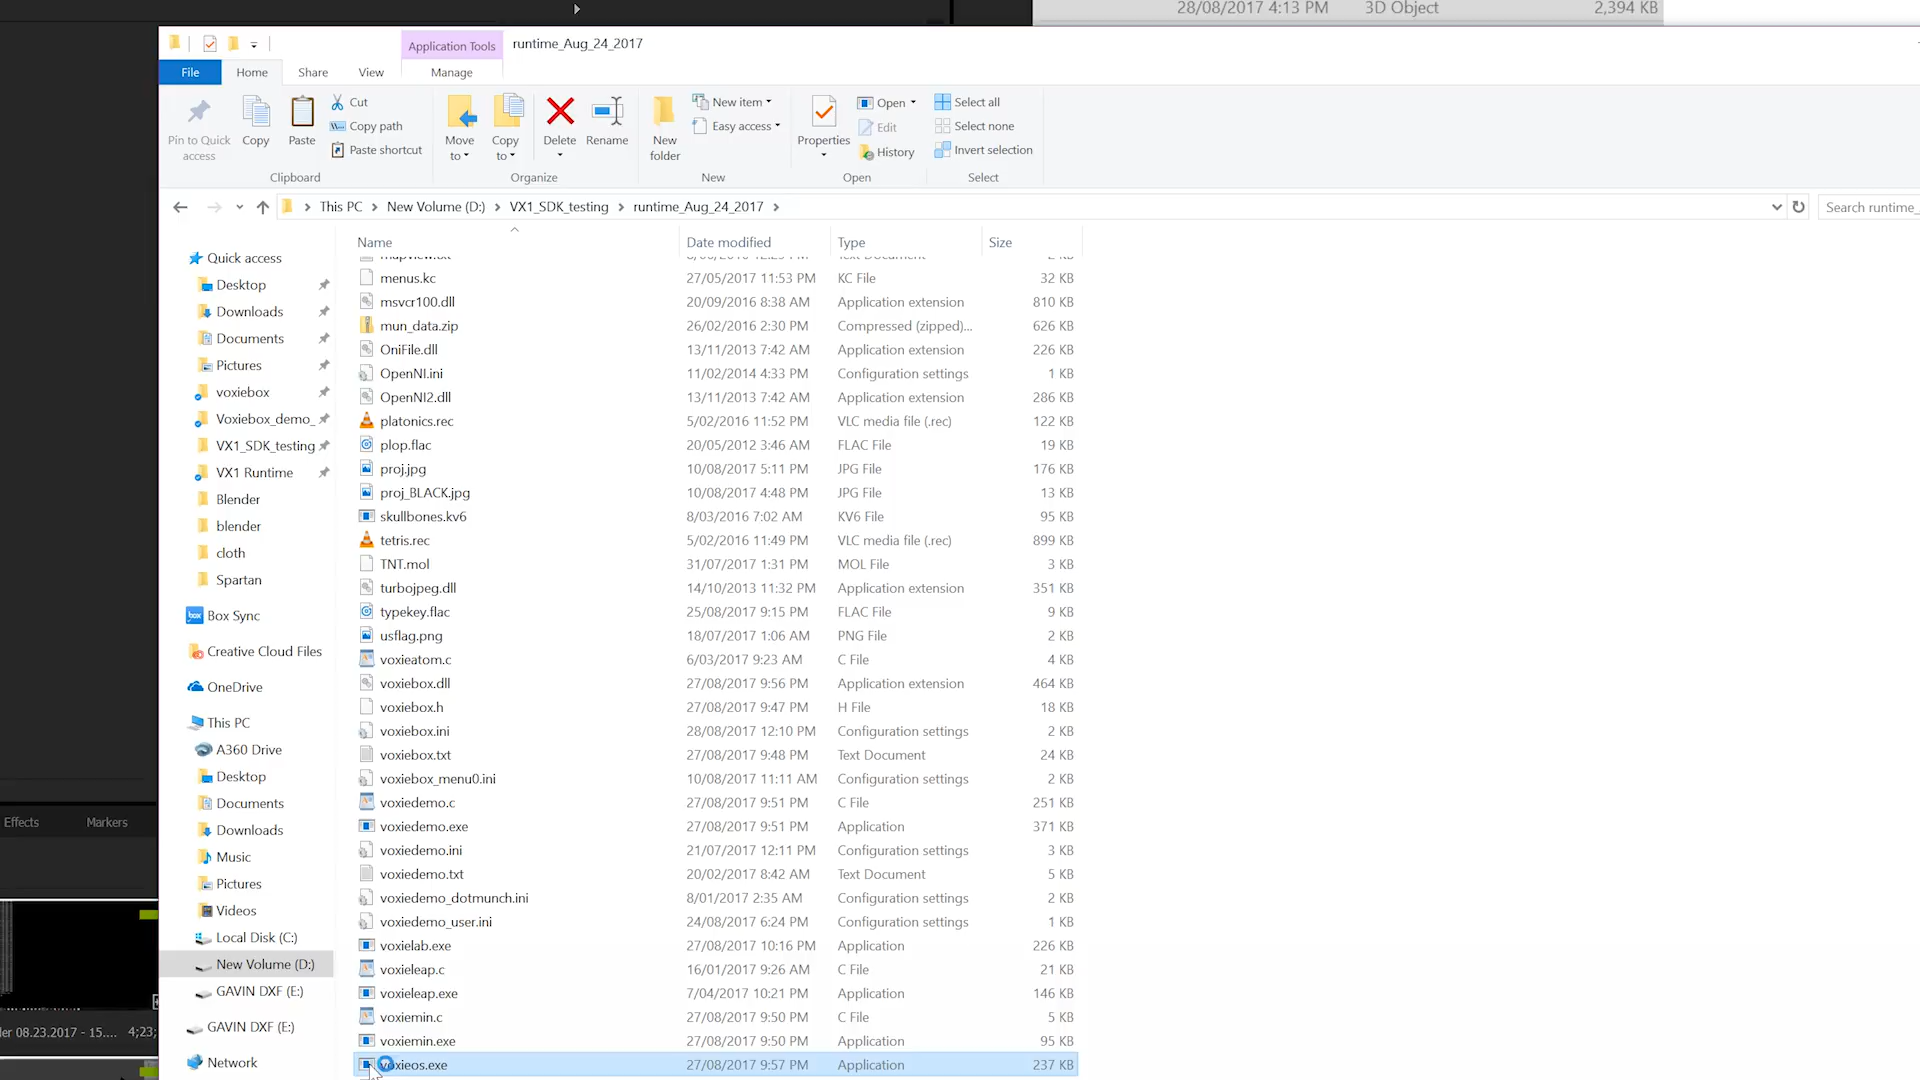 28/08/2017 4:13 PM 3D Object 2,394 KB
Application Tools runtime_Aug_24_2017
File Home Share View Manage
Pin to Quick access Copy Paste Cut Copy path Paste shortcut
Move to Copy to Delete Rename New folder New item Easy access
Properties Open Edit History Select all Select none Invert selection
Clipboard Organize New Open Select
This PC New Volume (D:) VX1_SDK_testing runtime_Aug_24_2017 Search runtime_
Name Date modified Type Size
Quick access
Desktop
Downloads
Documents
Pictures
voxiebox
Voxiebox_demo_
VX1_SDK_testing
VX1 Runtime
Blender
blender
cloth
Spartan
Box Sync
Creative Cloud Files
OneDrive
This PC
A360 Drive
Desktop
Documents
Downloads
Music
Pictures
Videos
Local Disk (C:)
New Volume (D:)
GAVIN DXF (E:)
GAVIN DXF (E:)
Network
menus.kc 27/05/2017 11:53 PM KC File 32 KB
msvcr100.dll 20/09/2016 8:38 AM Application extension 810 KB
mun_data.zip 26/02/2016 2:30 PM Compressed (zipped)... 626 KB
OniFile.dll 13/11/2013 7:42 AM Application extension 226 KB
OpenNI.ini 11/02/2014 4:33 PM Configuration settings 1 KB
OpenNI2.dll 13/11/2013 7:42 AM Application extension 286 KB
platonics.rec 5/02/2016 11:52 PM VLC media file (.rec) 122 KB
plop.flac 20/05/2012 3:46 AM FLAC File 19 KB
proj.jpg 10/08/2017 5:11 PM JPG File 176 KB
proj_BLACK.jpg 10/08/2017 4:48 PM JPG File 13 KB
skullbones.kv6 8/03/2016 7:02 AM KV6 File 95 KB
tetris.rec 5/02/2016 11:49 PM VLC media file (.rec) 899 KB
TNT.mol 31/07/2017 1:31 PM MOL File 3 KB
turbojpeg.dll 14/10/2013 11:32 PM Application extension 351 KB
typekey.flac 25/08/2017 9:15 PM FLAC File 9 KB
usflag.png 18/07/2017 1:06 AM PNG File 2 KB
voxieatom.c 6/03/2017 9:23 AM C File 4 KB
voxiebox.dll 27/08/2017 9:56 PM Application extension 464 KB
voxiebox.h 27/08/2017 9:47 PM H File 18 KB
voxiebox.ini 28/08/2017 12:10 PM Configuration settings 2 KB
voxiebox.txt 27/08/2017 9:48 PM Text Document 24 KB
voxiebox_menu0.ini 10/08/2017 11:11 AM Configuration settings 2 KB
voxiedemo.c 27/08/2017 9:51 PM C File 251 KB
voxiedemo.exe 27/08/2017 9:51 PM Application 371 KB
voxiedemo.ini 21/07/2017 12:11 PM Configuration settings 3 KB
voxiedemo.txt 20/02/2017 8:42 AM Text Document 5 KB
voxiedemo_dotmunch.ini 8/01/2017 2:35 AM Configuration settings 2 KB
voxiedemo_user.ini 24/08/2017 6:24 PM Configuration settings 1 KB
voxielab.exe 27/08/2017 10:16 PM Application 226 KB
voxieleap.c 16/01/2017 9:26 AM C File 21 KB
voxieleap.exe 7/04/2017 10:21 PM Application 146 KB
voxiemin.c 27/08/2017 9:50 PM C File 5 KB
voxiemin.exe 27/08/2017 9:50 PM Application 95 KB
voxieos.exe 27/08/2017 9:57 PM Application 237 KB
Effects Markers
08.23.2017 - 15.... 4;23;